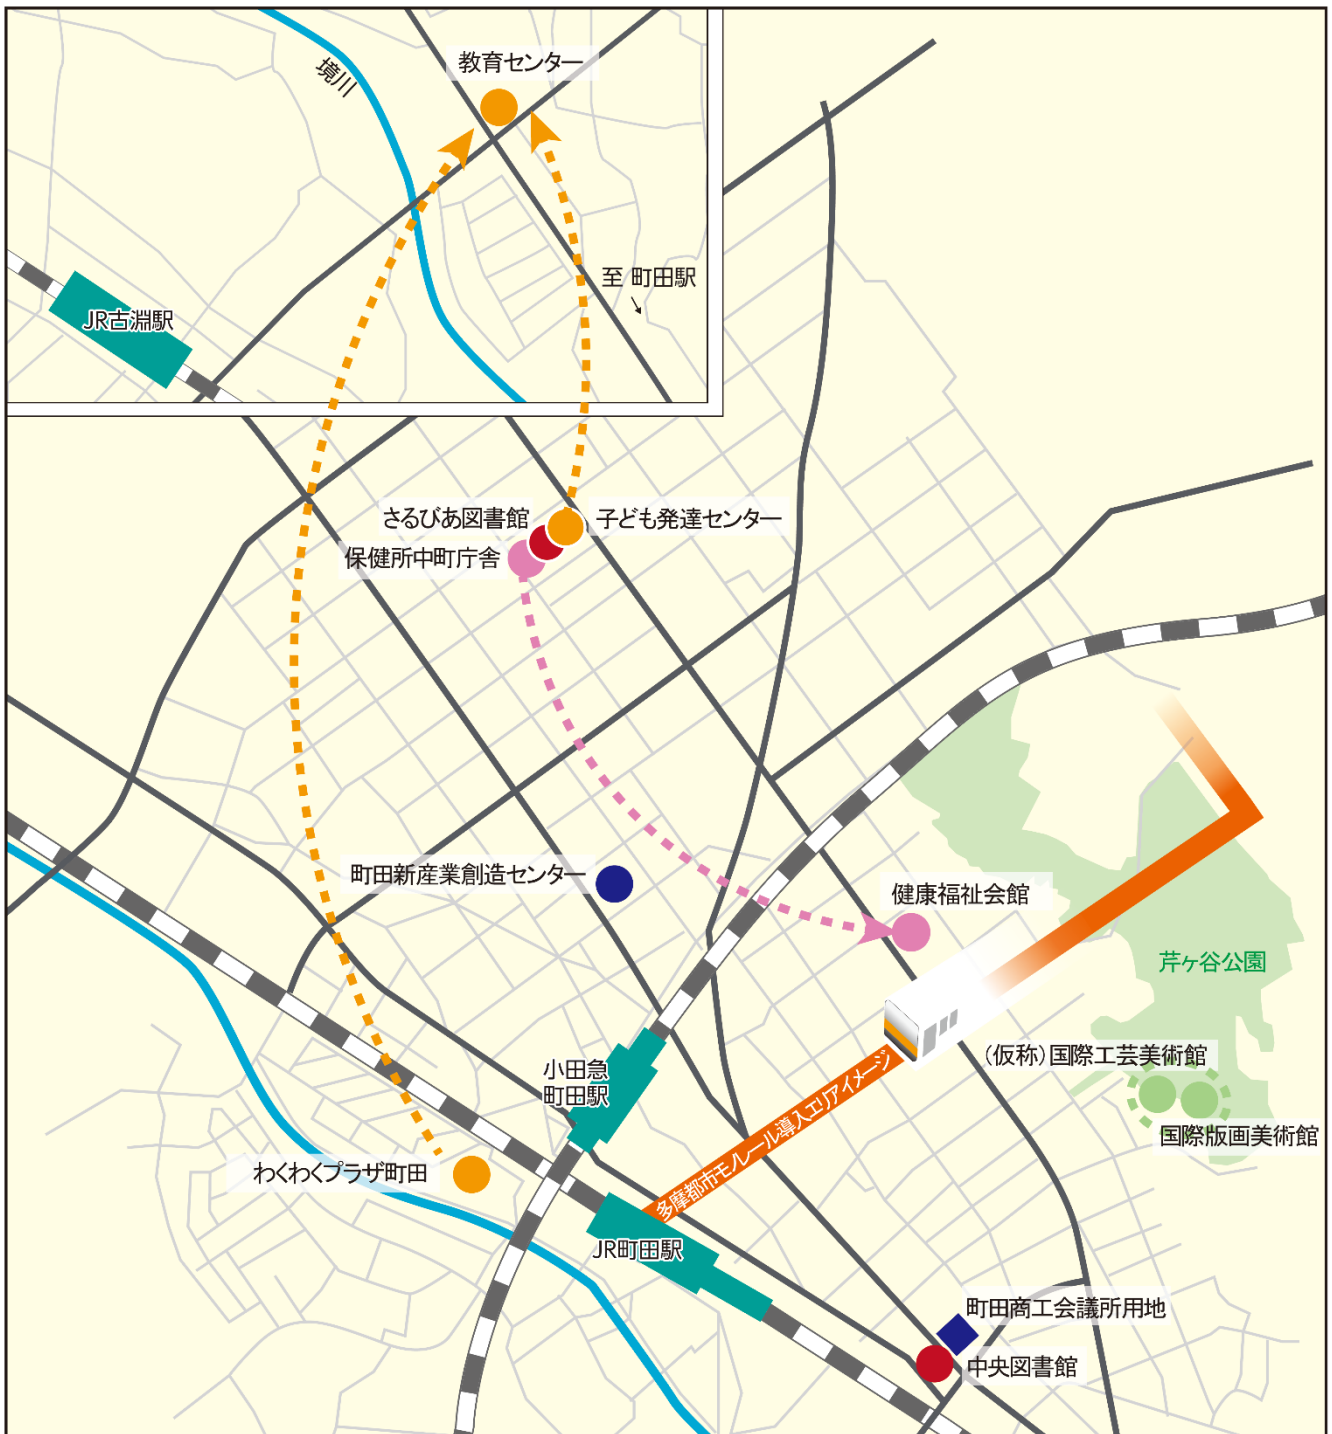 教育センター
境川
至 町田駅
JR古淵駅
さるびあ図書館
子ども発達センター
保健所中町庁舎
町田新産業創造センター
健康福祉会館
芹ヶ谷公園
(仮称)国際工芸美術館
小田急
町田駅
国際版画美術館
わくわくプラザ町田
多摩都市モノレール導入エリアイメージ
JR町田駅
町田商工会議所用地
中央図書館